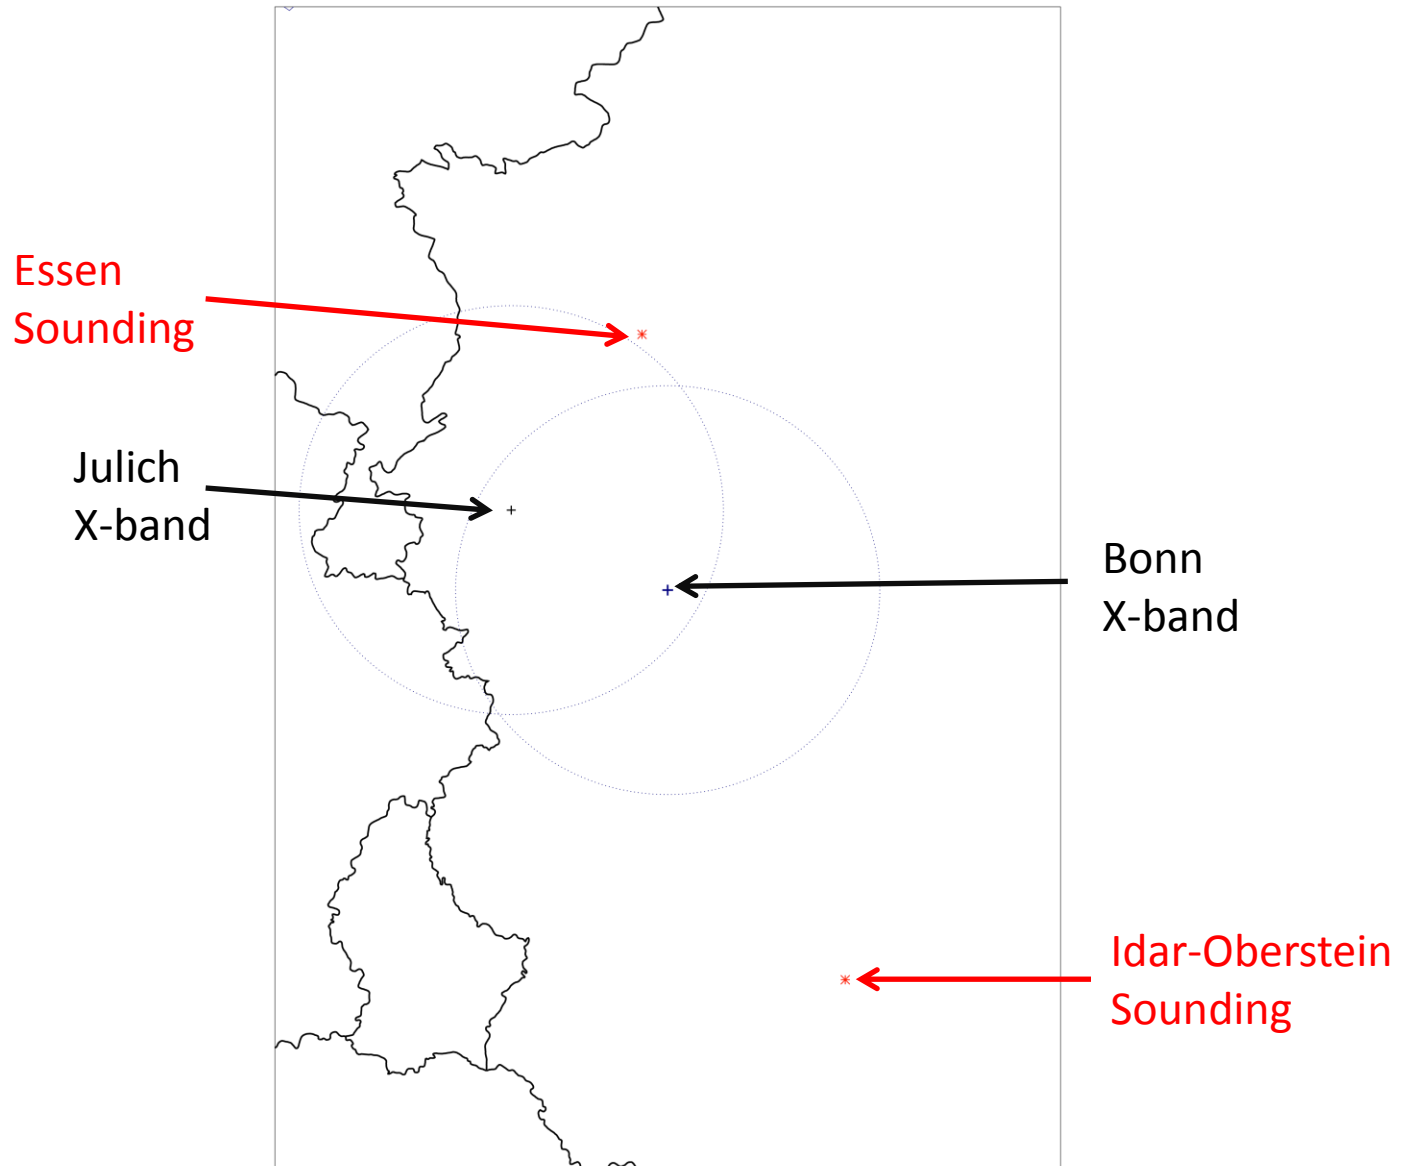 Essen
Sounding
Julich
X-band
Bonn
X-band
Idar-Oberstein
Sounding